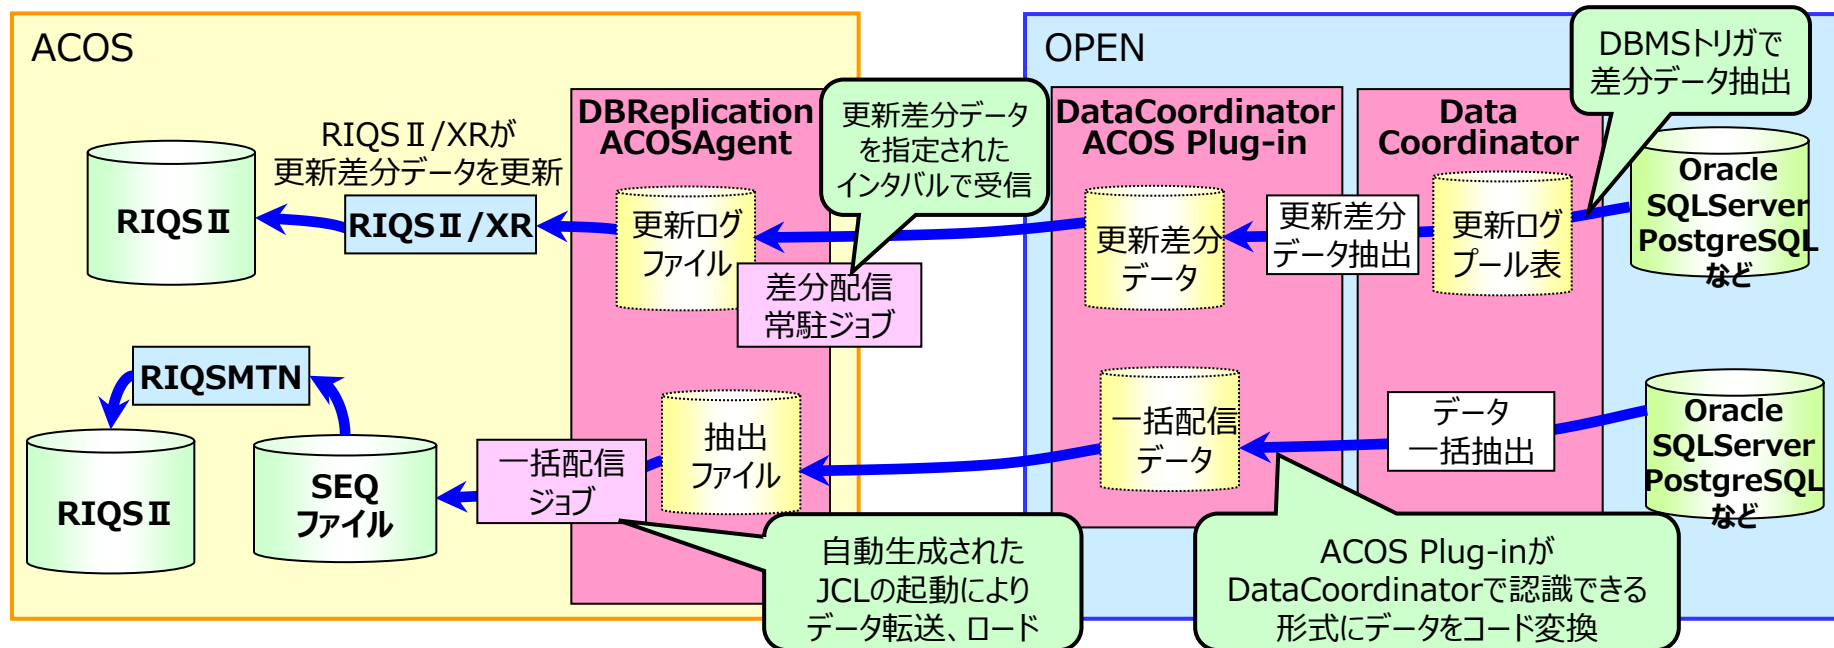 ACOS
OPEN
DBMSトリガで
差分データ抽出
DBReplication
ACOSAgent
更新差分データ
を指定された
インタバルで受信
DataCoordinator
ACOS Plug-in
Data
Coordinator
RIQSⅡ/XRが
更新差分データを更新
RIQSⅡ
RIQSⅡ/XR
更新ログ
ファイル
差分配信
常駐ジョブ
更新差分
データ
更新差分
データ抽出
更新ログ
プール表
Oracle
SQLServer
PostgreSQL
など
RIQSMTN
RIQSⅡ
SEQ
ファイル
一括配信
ジョブ
抽出
ファイル
一括配信
データ
データ
一括抽出
Oracle
SQLServer
PostgreSQL
など
自動生成された
JCLの起動により
データ転送、ロード
ACOS Plug-inが
DataCoordinatorで認識できる
形式にデータをコード変換